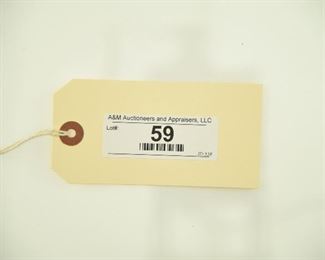 A&M Auctioneers and Appraisers, LLC
Lot#: 59